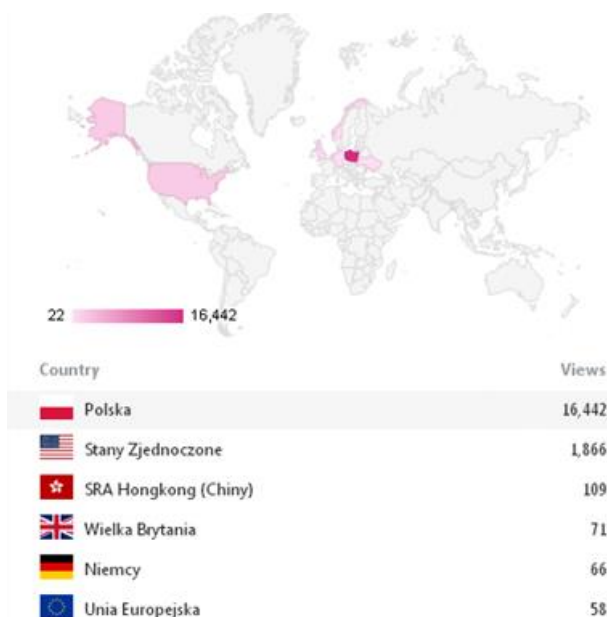 22 16,442
Country Views
Polska 16,442
Stany Zjednoczone 1,866
SRA Hongkong (Chiny) 109
Wielka Brytania 71
Niemcy 66
Unia Europejska 58